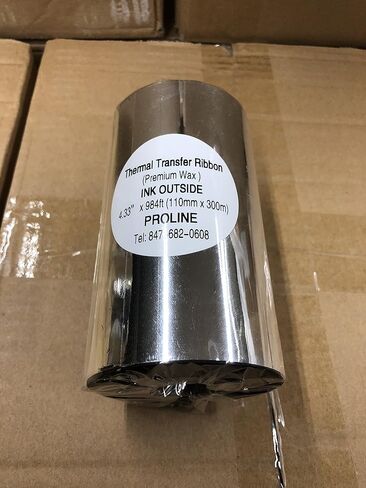 Thermal Transfer Ribbon
(Premium Wax )
INK OUTSIDE
4.33" x 984ft (110mm x 300m)
PROLINE
Tel: 847-682-0608